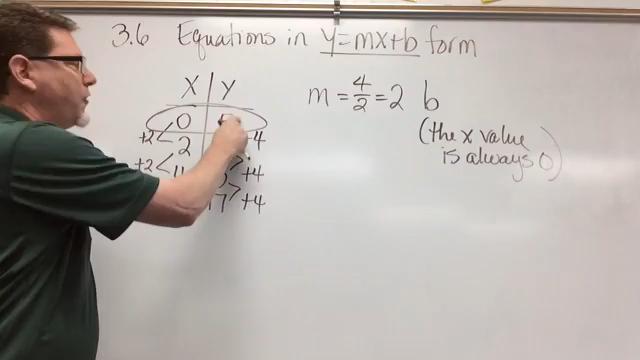 3.6 Equations in y=mx+b form
X Y
m = 4/2 = 2 b
0
(the x value
is always 0)
+2 < +4
2
+2 < > +4
17 > +4